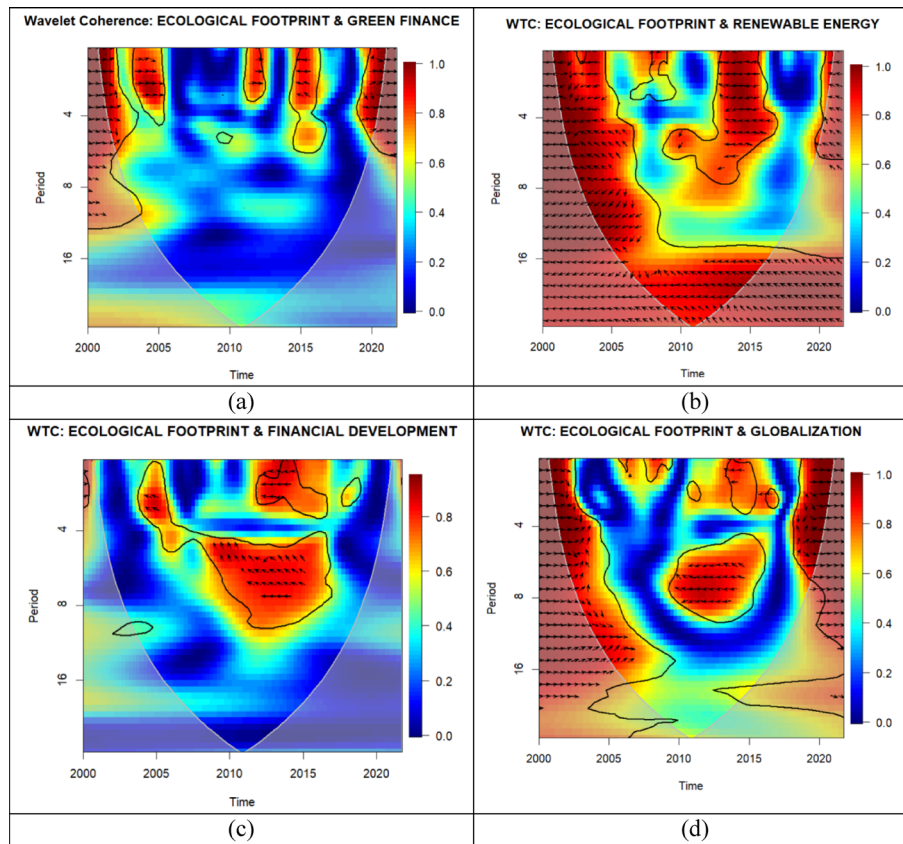 Wavelet Coherence: ECOLOGICAL FOOTPRINT & GREEN FINANCE
Period
4
8
16
2000 2005 2010 2015 2020
Time
1.0
0.8
0.6
0.4
0.2
0.0
(a)
WTC: ECOLOGICAL FOOTPRINT & RENEWABLE ENERGY
Period
4
8
16
2000 2005 2010 2015 2020
Time
1.0
0.8
0.6
0.4
0.2
0.0
(b)
WTC: ECOLOGICAL FOOTPRINT & FINANCIAL DEVELOPMENT
Period
4
8
16
2000 2005 2010 2015 2020
Time
0.8
0.6
0.4
0.2
0.0
(c)
WTC: ECOLOGICAL FOOTPRINT & GLOBALIZATION
Period
4
8
16
2000 2005 2010 2015 2020
Time
1.0
0.8
0.6
0.4
0.2
0.0
(d)